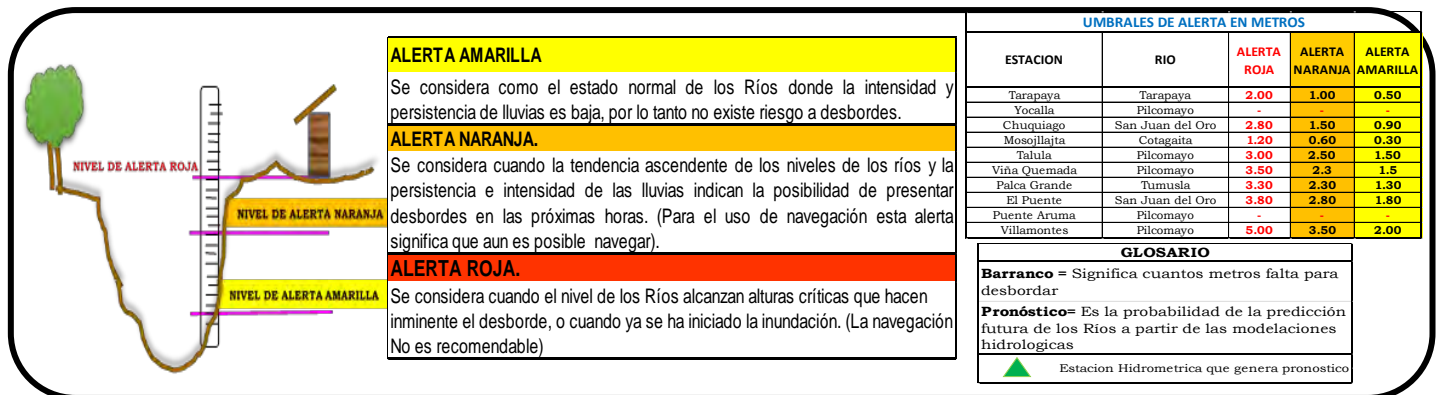 NIVEL DE ALERTA ROJA
NIVEL DE ALERTA NARANJA
NIVEL DE ALERTA AMARILLA
ALERTA AMARILLA
Se considera como el estado normal de los Ríos donde la intensidad y
persistencia de lluvias es baja, por lo tanto no existe riesgo a desbordes.
ALERTA NARANJA.
Se considera cuando la tendencia ascendente de los niveles de los ríos y la
persistencia e intensidad de las lluvias indican la posibilidad de presentar
desbordes en las próximas horas. (Para el uso de navegación esta alerta
significa que aun es posible navegar).
ALERTA ROJA.
Se considera cuando el nivel de los Ríos alcanzan alturas críticas que hacen
inminente el desborde, o cuando ya se ha iniciado la inundación. (La navegación
No es recomendable)
UMBRALES DE ALERTA EN METROS
ESTACION RIO ALERTA ROJA ALERTA NARANJA ALERTA AMARILLA
Tarapaya Tarapaya 2.00 1.00 0.50
Yocalla Pilcomayo - - -
Chuquiago San Juan del Oro 2.80 1.50 0.90
Mosojllajta Cotagaita 1.20 0.60 0.30
Talula Pilcomayo 3.00 2.50 1.50
Viña Quemada Pilcomayo 3.50 2.3 1.5
Palca Grande Tumusla 3.30 2.30 1.30
El Puente San Juan del Oro 3.80 2.80 1.80
Puente Aruma Pilcomayo - - -
Villamontes Pilcomayo 5.00 3.50 2.00
GLOSARIO
Barranco = Significa cuantos metros falta para
desbordar
Pronóstico= Es la probabilidad de la predicción
futura de los Ríos a partir de las modelaciones
hidrologicas
Estacion Hidrometrica que genera pronostico